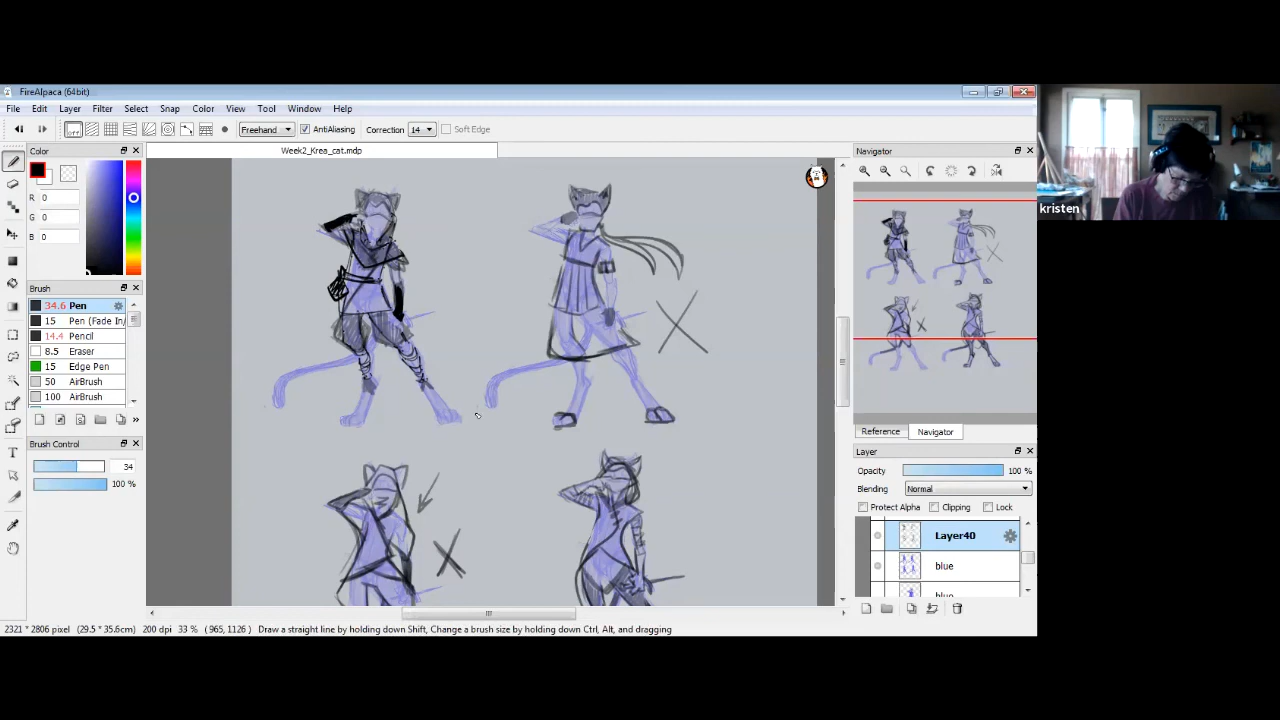 FireAlpaca (64bit)
File Edit Layer Filter Select Snap Color View Tool Window Help
off Freehand AntiAliasing Correction 14 Soft Edge
Color
Week2_Krea_cat.mdp
Navigator
R 0
G 0
B 0
kristen
Brush
34.6 Pen
15 Pen (Fade In/
14.4 Pencil
8.5 Eraser
15 Edge Pen
50 AirBrush
100 AirBrush
Reference Navigator
Brush Control
34
100 %
Layer
Opacity 100 %
Blending Normal
Protect Alpha Clipping Lock
Layer40
blue
blue
2321 * 2806 pixel (29.5 * 35.6cm) 200 dpi 33 % ( 965, 1126 ) Draw a straight line by holding down Shift, Change a brush size by holding down Ctrl, Alt, and dragging